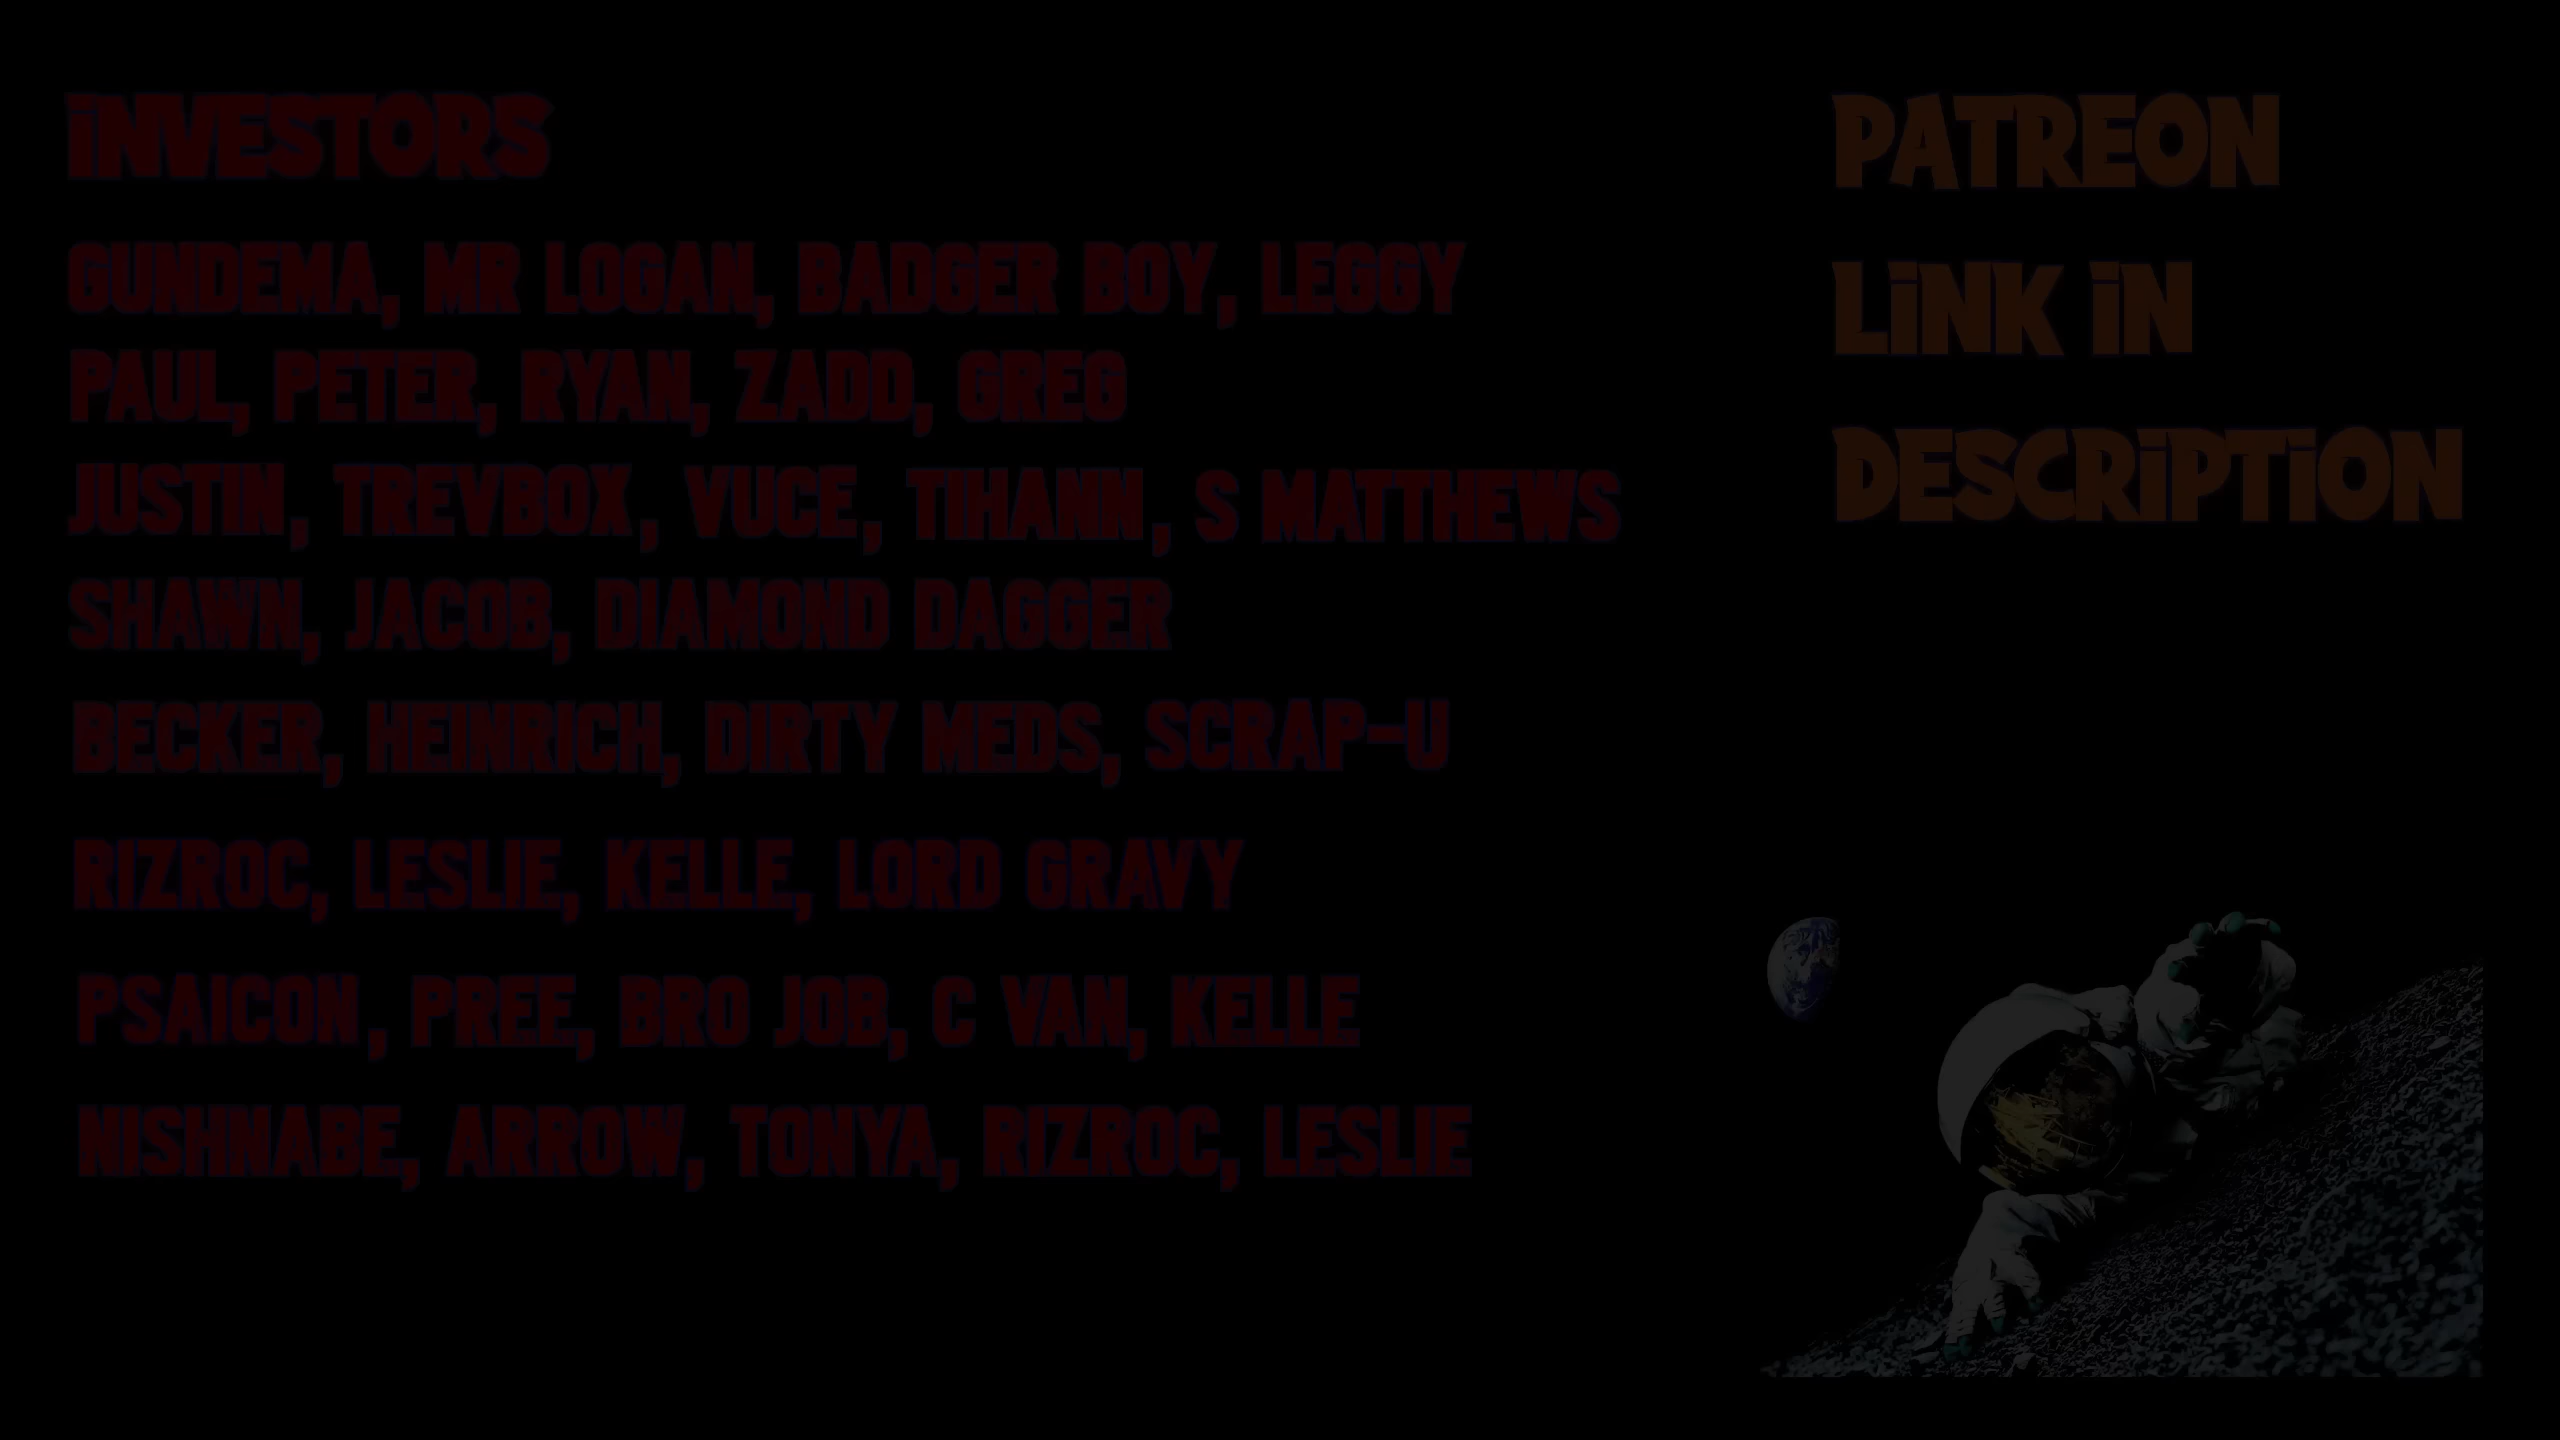 iNVESTORS
GUNDEMA, MR LOGAN, BADGER BOY, LEGGY
PAUL, PETER, RYAN, ZADD, GREG
JUSTIN, TREVBOX, VUCE, TIHANN, S MATTHEWS
SHAWN, JACOB, DIAMOND DAGGER
BECKER, HEINRICH, DIRTY MEDS, SCRAP-U
RIZROC, LESLIE, KELLE, LORD GRAVY
PSAICON, PREE, BRO JOB, C VAN, KELLE
NISHNABE, ARROW, TONYA, RIZROC, LESLIE
PATREON
LiNK iN
DESCRiPTiON